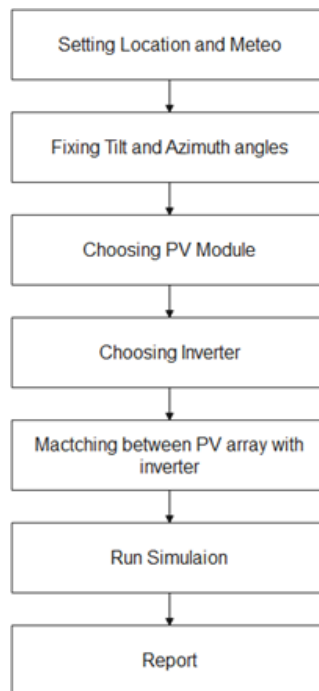 Setting Location and Meteo
Fixing Tilt and Azimuth angles
Choosing PV Module
Choosing Inverter
Mactching between PV array with
inverter
Run Simulaion
Report